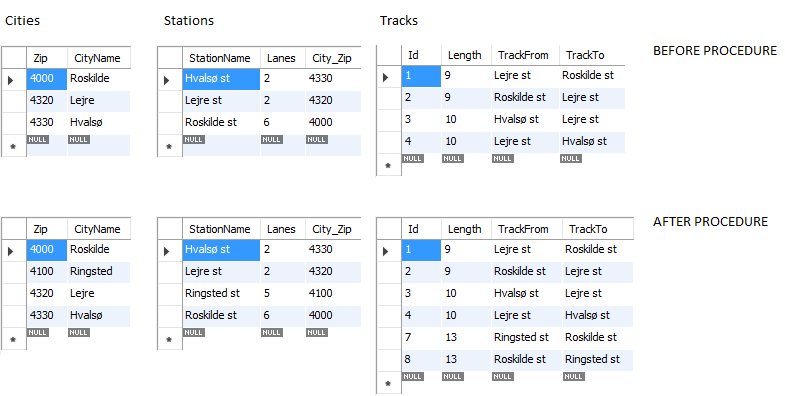 Cities Stations Tracks
BEFORE PROCEDURE
Zip CityName
4000 Roskilde
4320 Lejre
4330 Hvalsø
NULL NULL
StationName Lanes City_Zip
Hvalsø st 2 4330
Lejre st 2 4320
Roskilde st 6 4000
NULL NULL NULL
Id Length TrackFrom TrackTo
1 9 Lejre st Roskilde st
2 9 Roskilde st Lejre st
3 10 Hvalsø st Lejre st
4 10 Lejre st Hvalsø st
NULL NULL NULL NULL
AFTER PROCEDURE
Zip CityName
4000 Roskilde
4100 Ringsted
4320 Lejre
4330 Hvalsø
NULL NULL
StationName Lanes City_Zip
Hvalsø st 2 4330
Lejre st 2 4320
Ringsted st 5 4100
Roskilde st 6 4000
NULL NULL NULL
Id Length TrackFrom TrackTo
1 9 Lejre st Roskilde st
2 9 Roskilde st Lejre st
3 10 Hvalsø st Lejre st
4 10 Lejre st Hvalsø st
7 13 Ringsted st Roskilde st
8 13 Roskilde st Ringsted st
NULL NULL NULL NULL